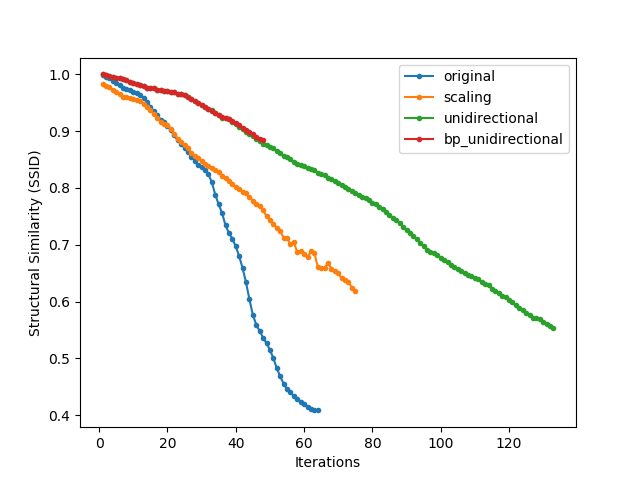 original
scaling
unidirectional
bp_unidirectional
Structural Similarity (SSID)
1.0
0.9
0.8
0.7
0.6
0.5
0.4
0
20
40
60
80
100
120
Iterations